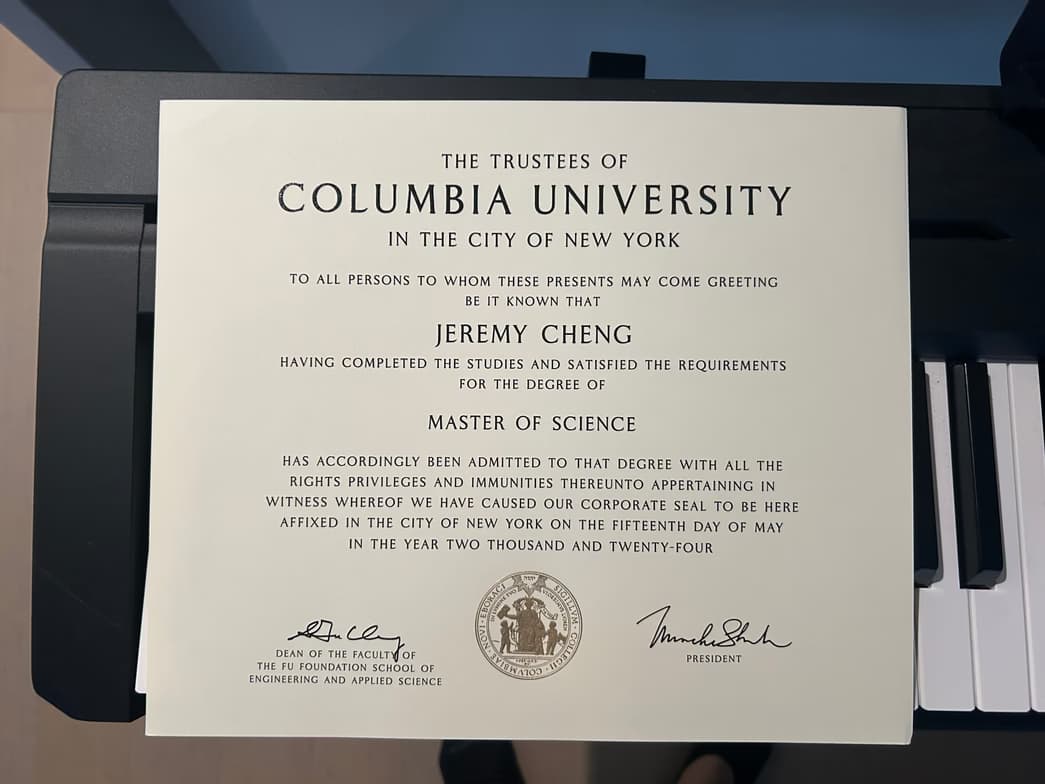 THE TRUSTEES OF
COLUMBIA UNIVERSITY
IN THE CITY OF NEW YORK
TO ALL PERSONS TO WHOM THESE PRESENTS MAY COME GREETING
BE IT KNOWN THAT
JEREMY CHENG
HAVING COMPLETED THE STUDIES AND SATISFIED THE REQUIREMENTS
FOR THE DEGREE OF
MASTER OF SCIENCE
HAS ACCORDINGLY BEEN ADMITTED TO THAT DEGREE WITH ALL THE
RIGHTS PRIVILEGES AND IMMUNITIES THEREUNTO APPERTAINING IN
WITNESS WHEREOF WE HAVE CAUSED OUR CORPORATE SEAL TO BE HERE
AFFIXED IN THE CITY OF NEW YORK ON THE FIFTEENTH DAY OF MAY
IN THE YEAR TWO THOUSAND AND TWENTY-FOUR
SIGILLVM · COLLEGII · COLVMBIAE · NOVI · EBORACI
DEAN OF THE FACULTY OF
THE FU FOUNDATION SCHOOL OF
ENGINEERING AND APPLIED SCIENCE
PRESIDENT